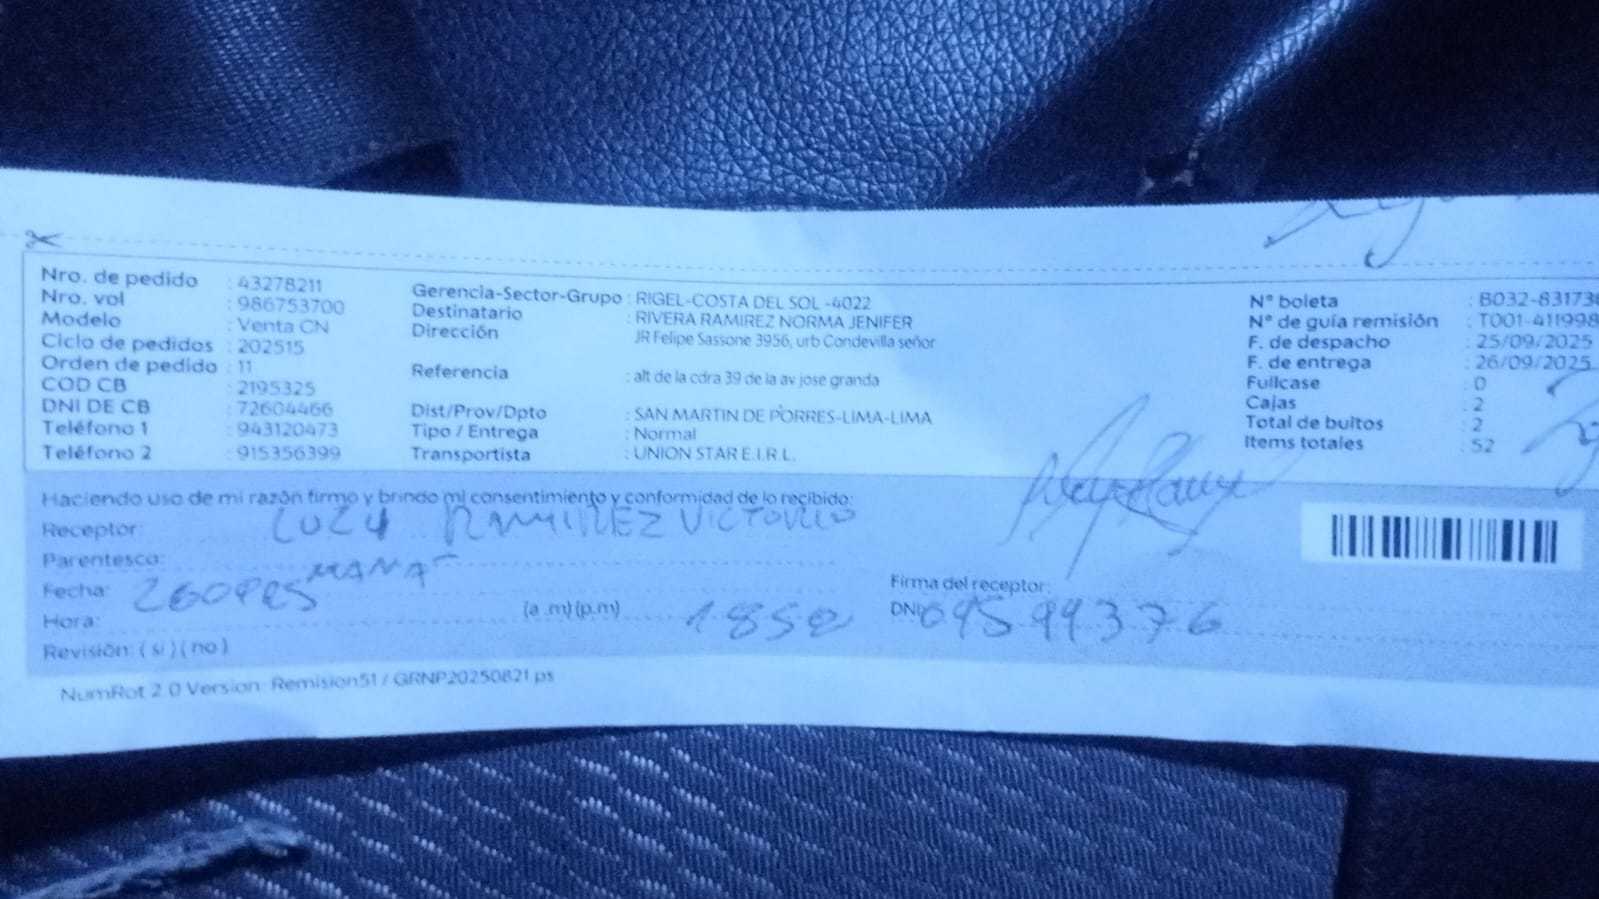 Nro. de pedido : 43278211
Nro. vol : 986753700
Modelo : Venta CN
Ciclo de pedidos : 202515
Orden de pedido : 11
COD CB : 2195325
DNI DE CB : 72604466
Teléfono 1 : 943120473
Teléfono 2 : 915356399
Gerencia-Sector-Grupo : RIGEL-COSTA DEL SOL -4022
Destinatario : RIVERA RAMIREZ NORMA JENIFER
Dirección JR Felipe Sassone 3956, urb Condevilla señor
Referencia : alt de la cdra 39 de la av jose granda
Dist/Prov/Dpto : SAN MARTIN DE PORRES-LIMA-LIMA
Tipo / Entrega : Normal
Transportista : UNION STAR E.I.R.L.
Nº boleta : B032-83173
Nº de guía remisión : T001-411998
F. de despacho : 25/09/2025
F. de entrega : 26/09/2025
Fullcase : 0
Cajas : 2
Total de bultos : 2
Items totales : 52
Haciendo uso de mi razón firmo y brindo mi consentimiento y conformidad de lo recibido:
Receptor: RAMIREZ
Parentesco: MAMA
Fecha:
Hora: (a .m) (p.m)
Firma del receptor:
DNI
Revisión: ( si ) ( no )
NumRot 2.0 Version: Remision51 / GRNP20250821.ps